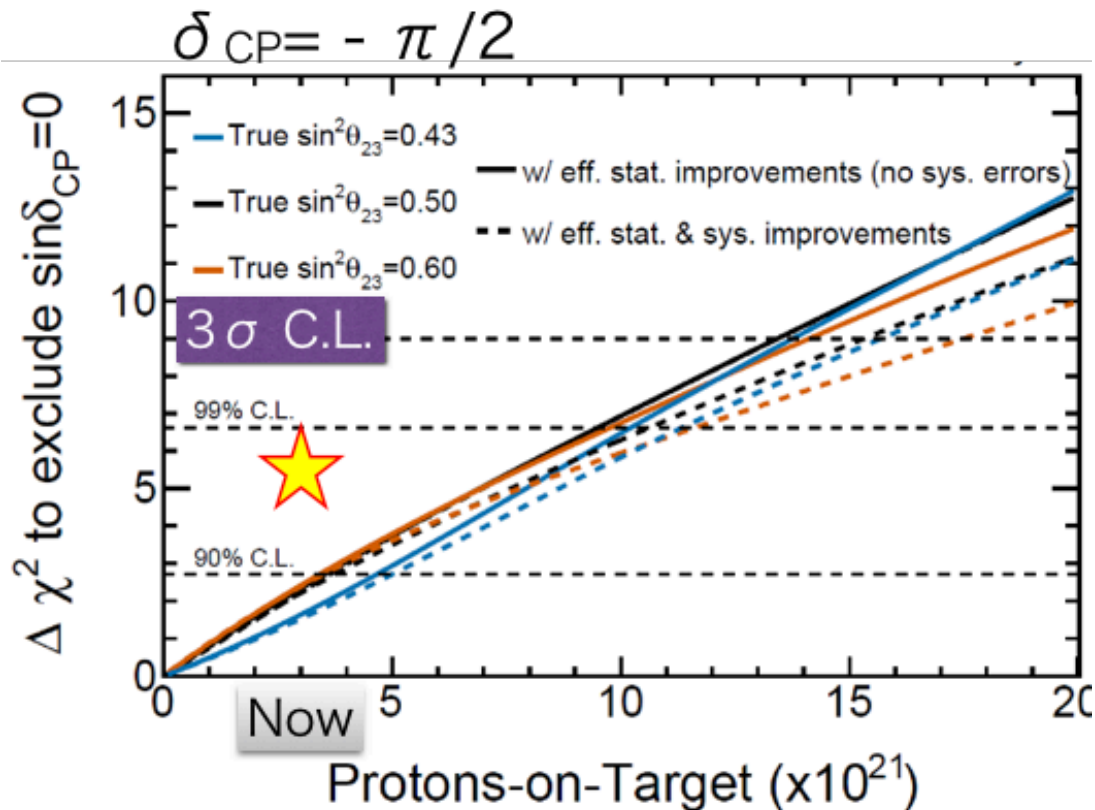 δ CP= - π /2
Δ χ² to exclude sinδCP=0
15
10
5
0
True sin²θ23=0.43
True sin²θ23=0.50
True sin²θ23=0.60
w/ eff. stat. improvements (no sys. errors)
w/ eff. stat. & sys. improvements
3σ C.L.
99% C.L.
90% C.L.
0 5 10 15 20
Now
Protons-on-Target (x10²¹)